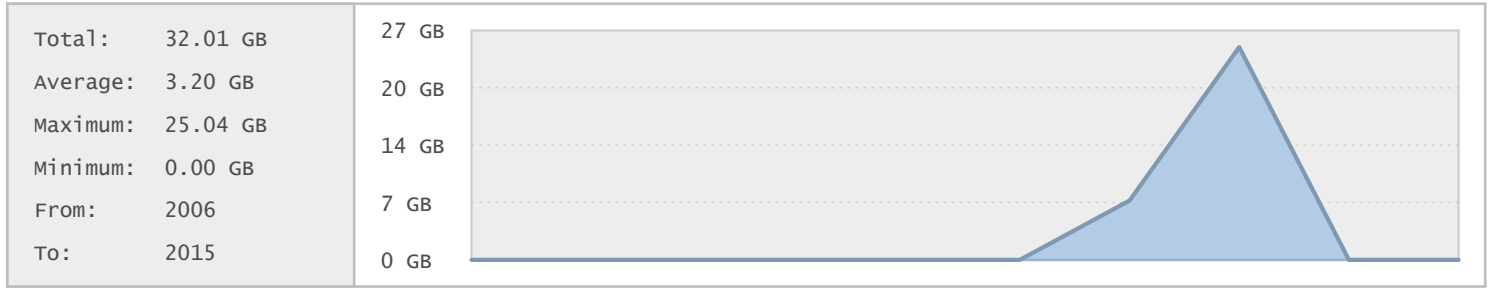 Total: 32.01 GB
Average: 3.20 GB
Maximum: 25.04 GB
Minimum: 0.00 GB
From: 2006
To: 2015
27 GB
20 GB
14 GB
7 GB
0 GB